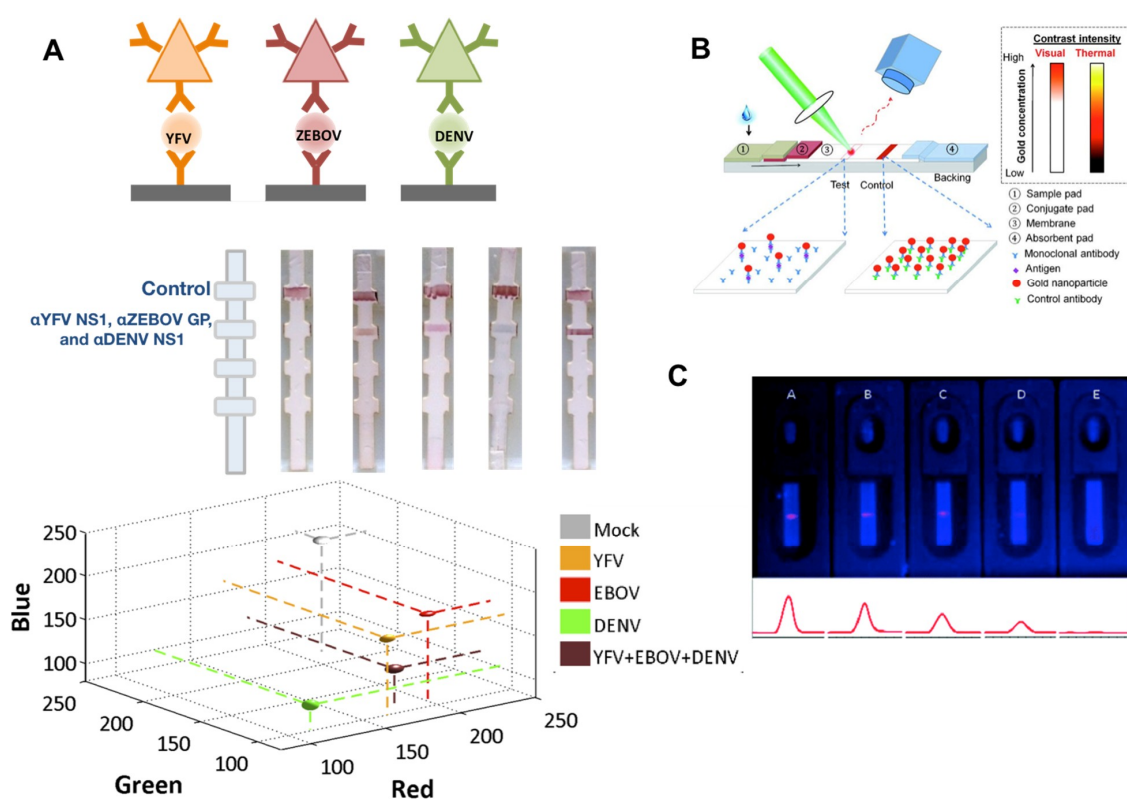 A
YFV
ZEBOV
DENV
Control
αYFV NS1, αZEBOV GP,
and αDENV NS1
250
200
150
100
Blue
250
200
150
100
Green
100
150
200
250
Red
Mock
YFV
EBOV
DENV
YFV+EBOV+DENV
B
Contrast intensity
Visual Thermal
High
Gold concentration
Low
1
2
3
4
Test
Control
Backing
① Sample pad
② Conjugate pad
③ Membrane
④ Absorbent pad
Monoclonal antibody
Antigen
Gold nanoparticle
Control antibody
C
A B C D E